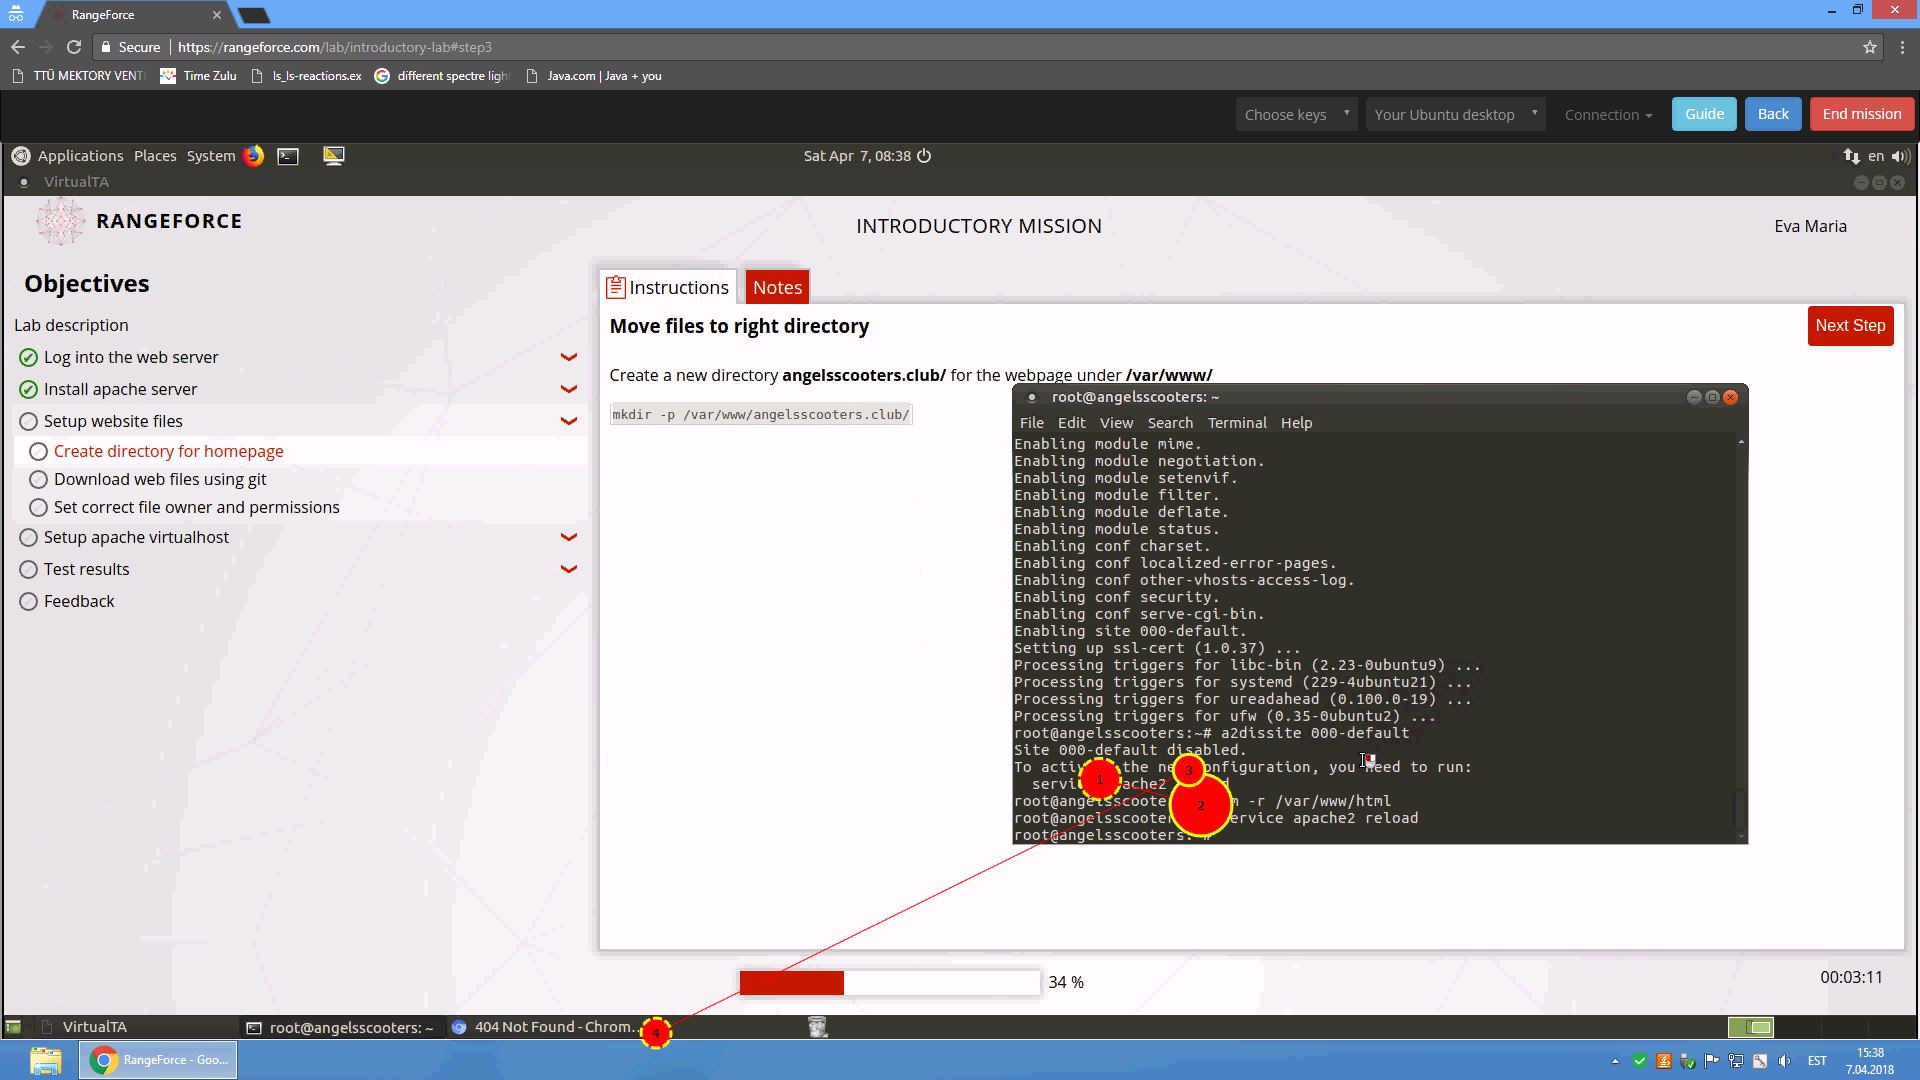 RangeForce
Secure
https://rangeforce.com/lab/introductory-lab#step3
TTÜ MEKTORY VENT
Time Zulu
ls_ls-reactions.ex
different spectre ligh
Java.com | Java + you
Choose keys
Your Ubuntu desktop
Connection
Guide
Back
End mission
Applications Places System
Sat Apr 7, 08:38
en
VirtualTA
RANGEFORCE
INTRODUCTORY MISSION
Eva Maria
Objectives
Lab description
Log into the web server
Install apache server
Setup website files
Create directory for homepage
Download web files using git
Set correct file owner and permissions
Setup apache virtualhost
Test results
Feedback
Instructions
Notes
Move files to right directory
Next Step
Create a new directory angelsscooters.club/ for the webpage under /var/www/
mkdir -p /var/www/angelsscooters.club/
root@angelsscooters: ~
File Edit View Search Terminal Help
Enabling module mime.
Enabling module negotiation.
Enabling module setenvif.
Enabling module filter.
Enabling module deflate.
Enabling module status.
Enabling conf charset.
Enabling conf localized-error-pages.
Enabling conf other-vhosts-access-log.
Enabling conf security.
Enabling conf serve-cgi-bin.
Enabling site 000-default.
Setting up ssl-cert (1.0.37) ...
Processing triggers for libc-bin (2.23-0ubuntu9) ...
Processing triggers for systemd (229-4ubuntu21) ...
Processing triggers for ureadahead (0.100.0-19) ...
Processing triggers for ufw (0.35-0ubuntu2) ...
root@angelsscooters:~# a2dissite 000-default
Site 000-default disabled.
To acti the ne onfiguration, you need to run:
servi pache2 d
root@angelsscoote m -r /var/www/html
root@angelsscooter ervice apache2 reload
root@angelsscooters: #
1
2
3
4
34 %
00:03:11
VirtualTA
root@angelsscooters: ~
404 Not Found - Chrom...
RangeForce - Goo...
EST
15:38
7.04.2018